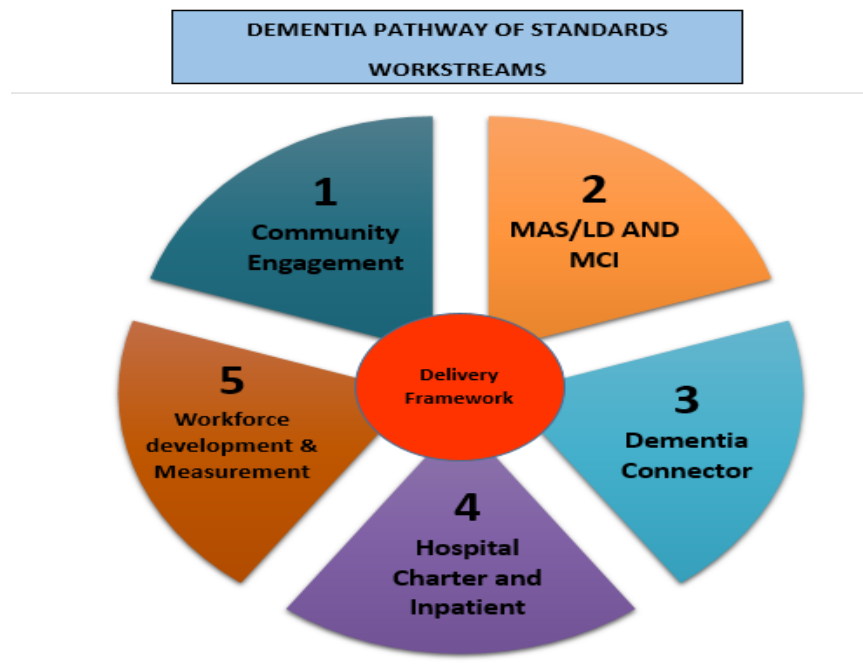 DEMENTIA PATHWAY OF STANDARDS
WORKSTREAMS
1
Community
Engagement
2
MAS/LD AND
MCI
3
Dementia
Connector
4
Hospital
Charter and
Inpatient
5
Workforce
development &
Measurement
Delivery
Framework